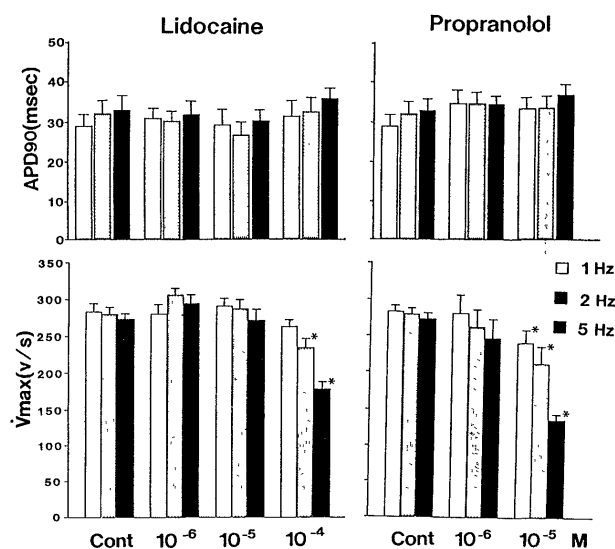 Lidocaine
Propranolol
APD90(msec)
50
40
30
20
10
0
V̇max(v/s)
350
300
250
200
150
100
50
0
* * * * *
1 Hz
2 Hz
5 Hz
Cont 10⁻⁶ 10⁻⁵ 10⁻⁴
Cont 10⁻⁶ 10⁻⁵ M